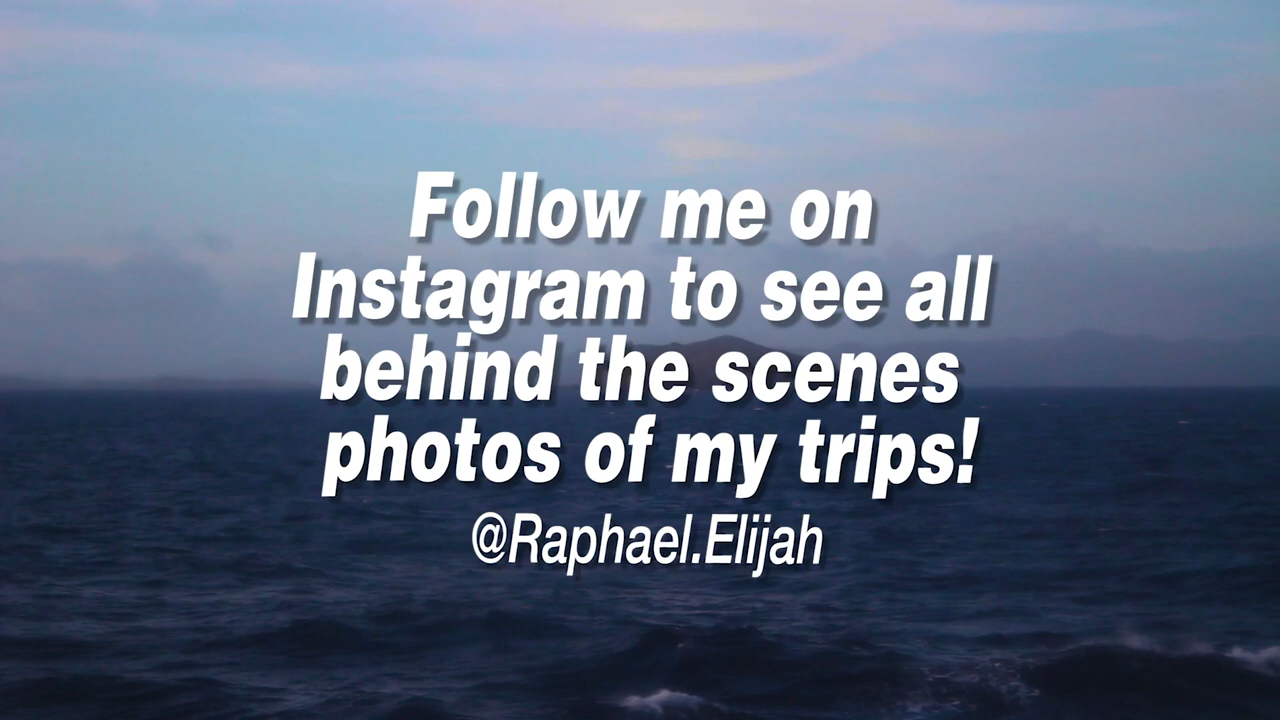 Follow me on
Instagram to see all
behind the scenes
photos of my trips!
@Raphael.Elijah